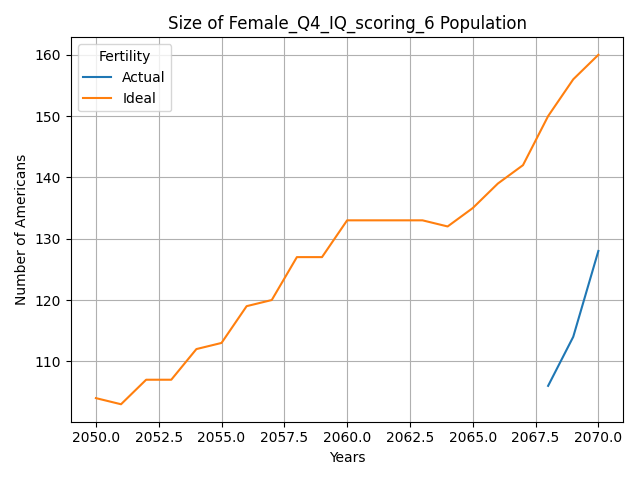 Size of Female_Q4_IQ_scoring_6 Population
Fertility
Actual
Ideal
Number of Americans
160
150
140
130
120
110
2050.0 2052.5 2055.0 2057.5 2060.0 2062.5 2065.0 2067.5 2070.0
Years